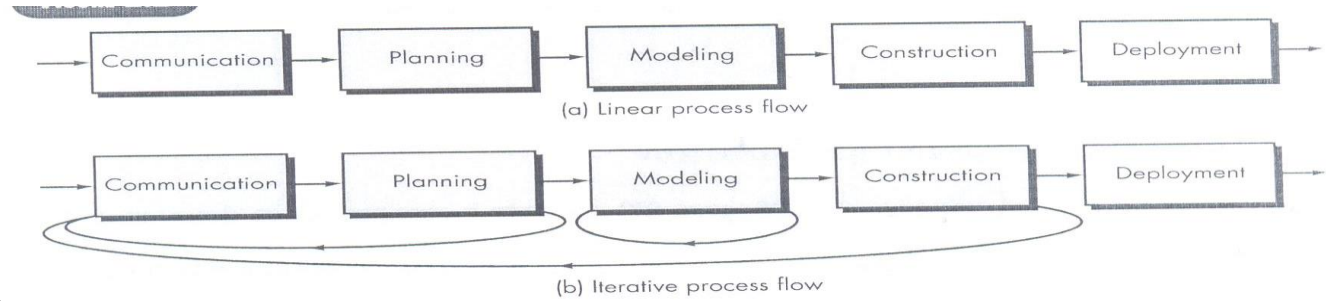 Communication Planning Modeling Construction Deployment
(a) Linear process flow
Communication Planning Modeling Construction Deployment
(b) Iterative process flow